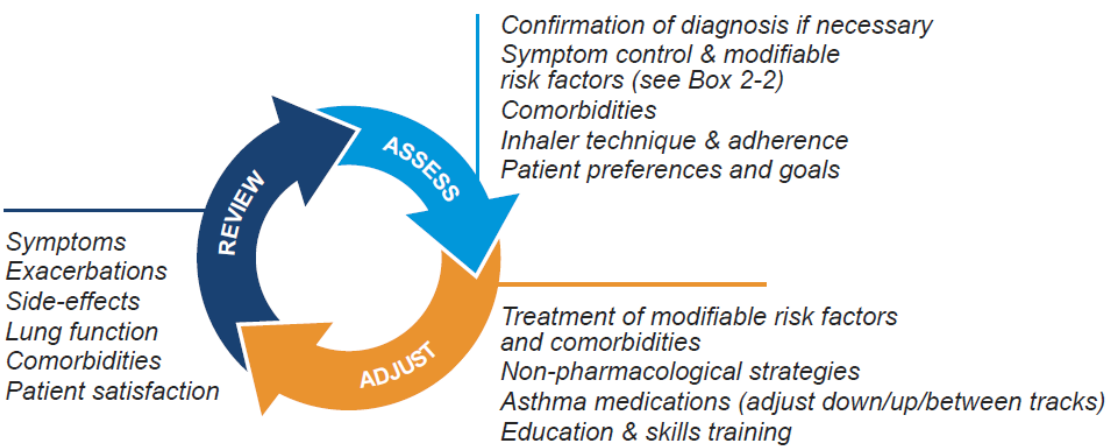 Confirmation of diagnosis if necessary
Symptom control & modifiable
risk factors (see Box 2-2)
Comorbidities
Inhaler technique & adherence
Patient preferences and goals
ASSESS
REVIEW
Symptoms
Exacerbations
Side-effects
Lung function
Comorbidities
Patient satisfaction
ADJUST
Treatment of modifiable risk factors
and comorbidities
Non-pharmacological strategies
Asthma medications (adjust down/up/between tracks)
Education & skills training